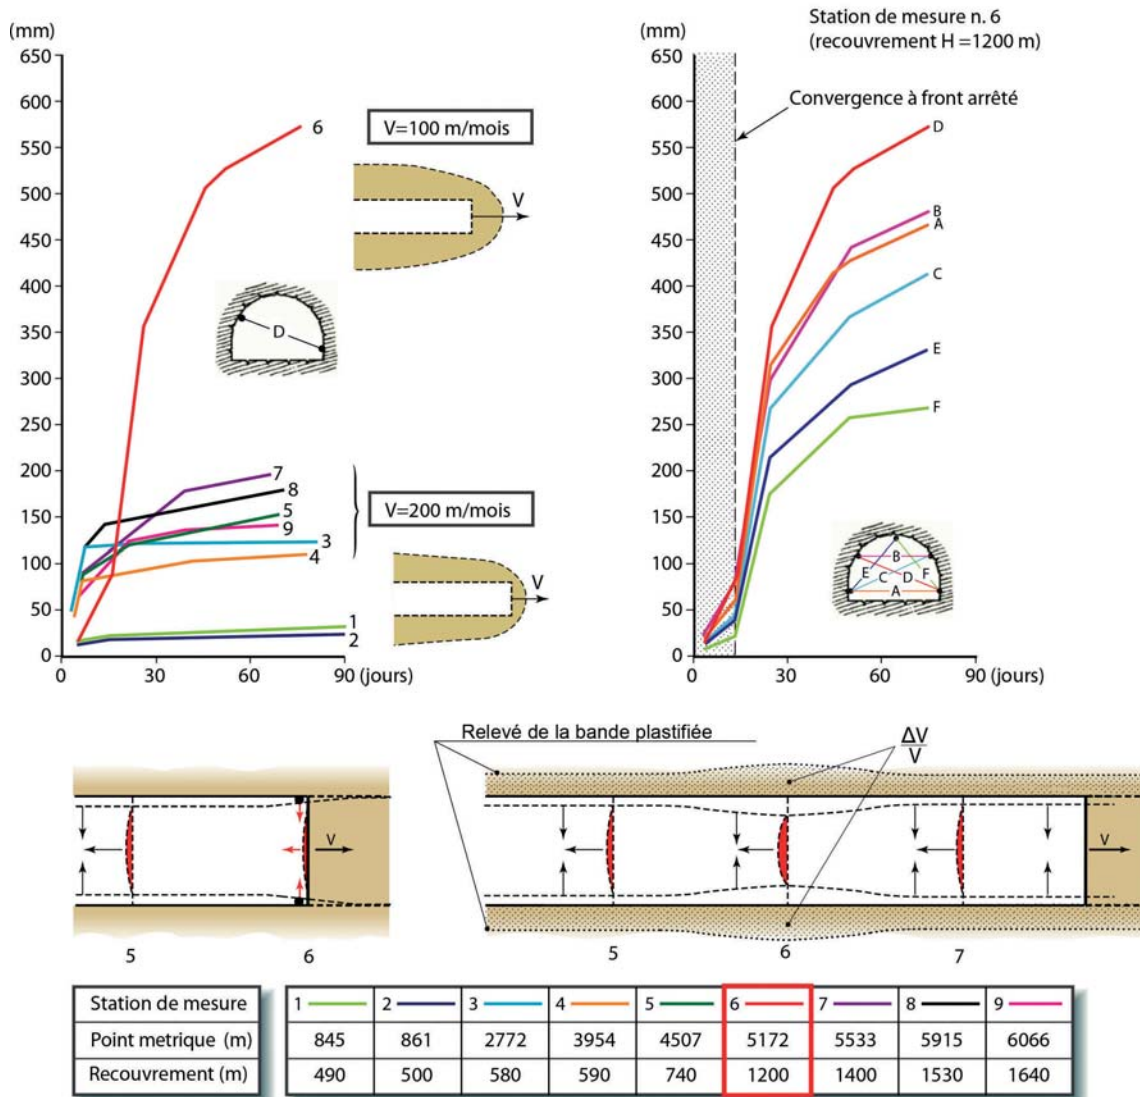 (mm)
650
600
550
500
450
400
350
300
250
200
150
100
50
0
0 30 60 90 (jours)
6
7
8
5
9
3
4
1
2
V=100 m/mois
V
D
V=200 m/mois
V
Station de mesure n. 6
(recouvrement H =1200 m)
(mm)
650
600
550
500
450
400
350
300
250
200
150
100
50
0
0 30 60 90 (jours)
Convergence à front arrêté
D
B
A
C
E
F
B
E C D F
A
Relevé de la bande plastifiée
ΔV
V
V
5 6
V
5 6 7
Station de mesure 1 2 3 4 5 6 7 8 9
Point metrique (m) 845 861 2772 3954 4507 5172 5533 5915 6066
Recouvrement (m) 490 500 580 590 740 1200 1400 1530 1640